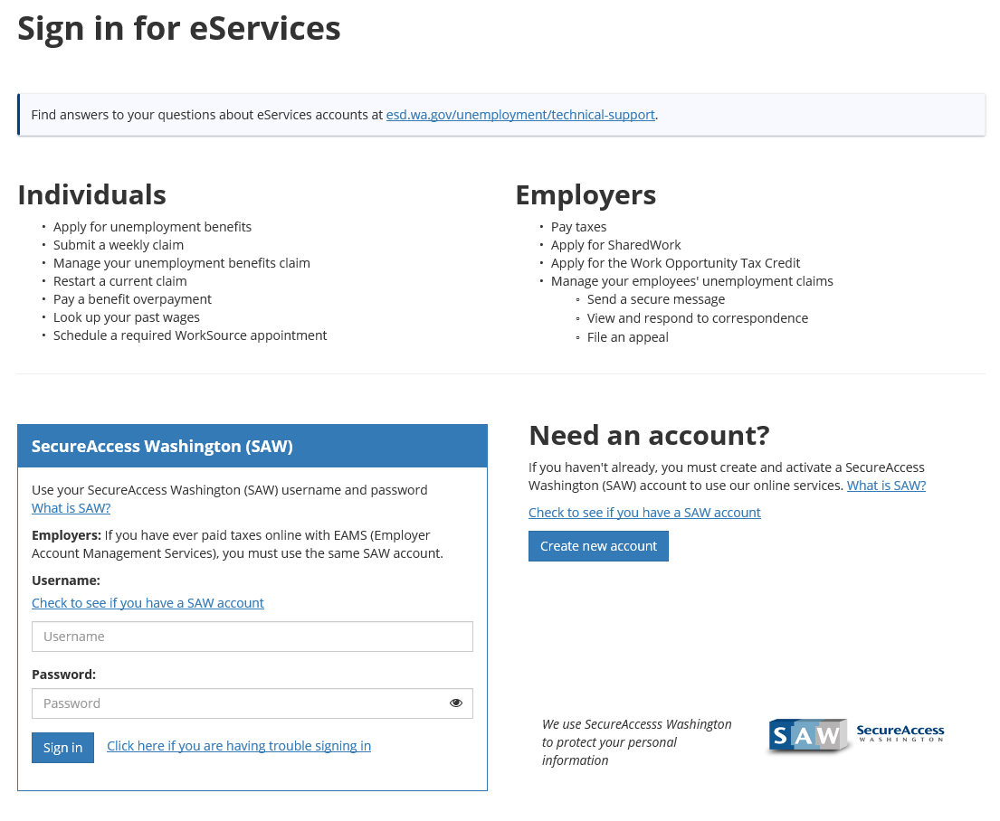 Sign in for eServices
Find answers to your questions about eServices accounts at esd.wa.gov/unemployment/technical-support.
Individuals
• Apply for unemployment benefits
• Submit a weekly claim
• Manage your unemployment benefits claim
• Restart a current claim
• Pay a benefit overpayment
• Look up your past wages
• Schedule a required WorkSource appointment
Employers
• Pay taxes
• Apply for SharedWork
• Apply for the Work Opportunity Tax Credit
• Manage your employees' unemployment claims
▫ Send a secure message
▫ View and respond to correspondence
▫ File an appeal
SecureAccess Washington (SAW)
Use your SecureAccess Washington (SAW) username and password
What is SAW?
Employers: If you have ever paid taxes online with EAMS (Employer
Account Management Services), you must use the same SAW account.
Username:
Check to see if you have a SAW account
Username
Password:
Password
Sign in Click here if you are having trouble signing in
Need an account?
If you haven't already, you must create and activate a SecureAccess
Washington (SAW) account to use our online services. What is SAW?
Check to see if you have a SAW account
Create new account
We use SecureAccesss Washington
to protect your personal
information
SAW SecureAccess
WASHINGTON